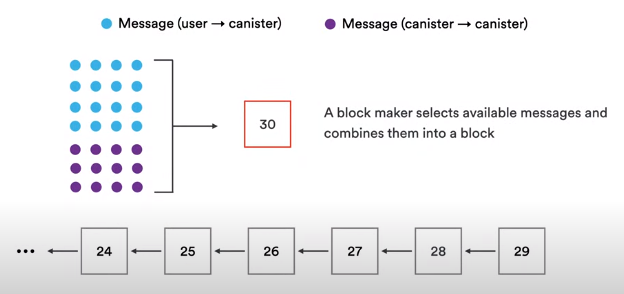 Message (user → canister)
Message (canister → canister)
30
A block maker selects available messages and
combines them into a block
••• 24 25 26 27 28 29